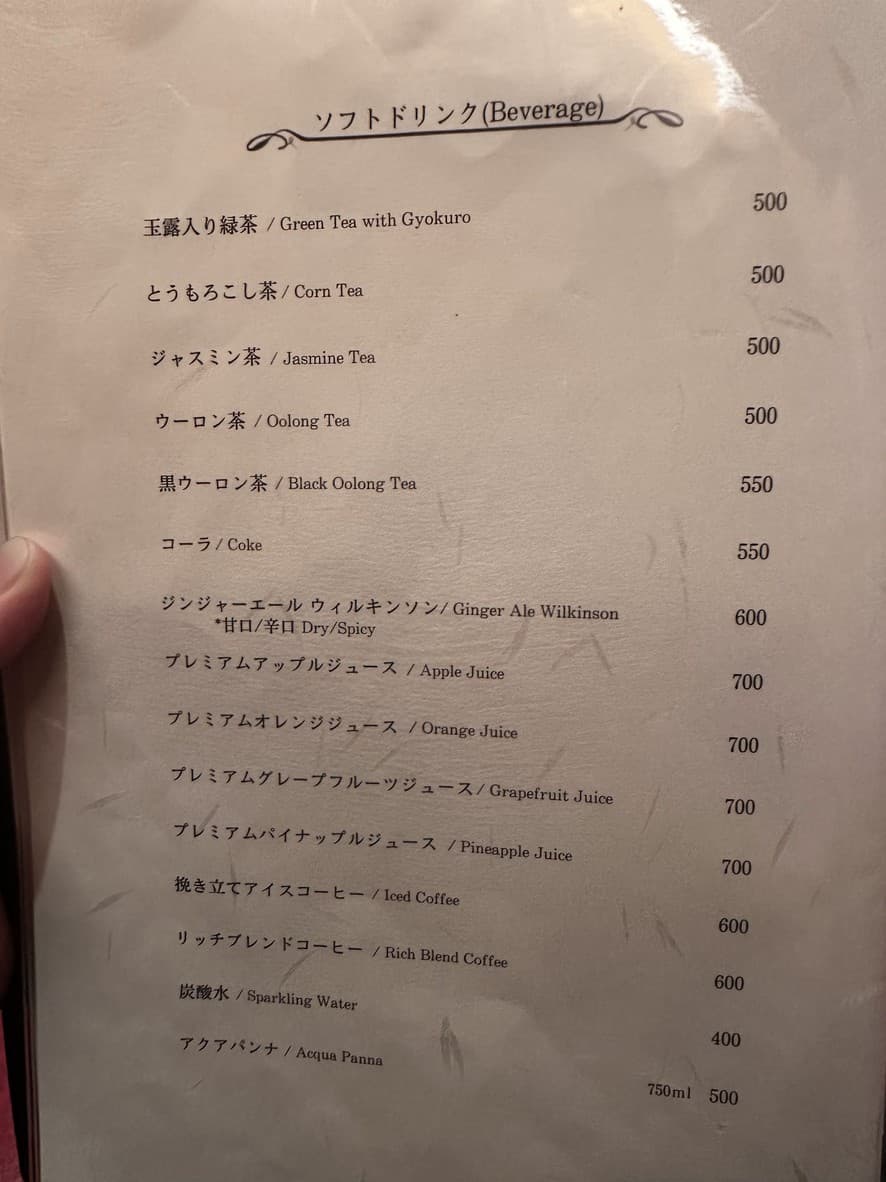 ソフトドリンク(Beverage)
玉露入り緑茶 / Green Tea with Gyokuro 500
とうもろこし茶 / Corn Tea 500
ジャスミン茶 / Jasmine Tea 500
ウーロン茶 / Oolong Tea 500
黒ウーロン茶 / Black Oolong Tea 550
コーラ / Coke 550
ジンジャーエール ウィルキンソン/ Ginger Ale Wilkinson 600
*甘口/辛口 Dry/Spicy
プレミアムアップルジュース / Apple Juice 700
プレミアムオレンジジュース / Orange Juice 700
プレミアムグレープフルーツジュース/ Grapefruit Juice 700
プレミアムパイナップルジュース / Pineapple Juice 700
挽き立てアイスコーヒー / Iced Coffee 600
リッチブレンドコーヒー / Rich Blend Coffee 600
炭酸水 / Sparkling Water 400
アクアパンナ / Acqua Panna 750ml 500